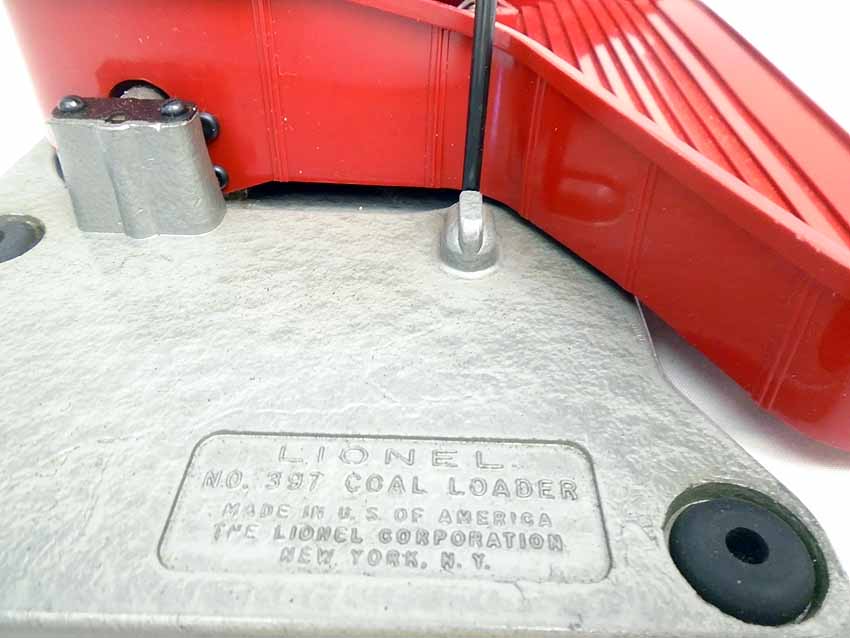 LIONEL
NO. 397 COAL LOADER
MADE IN U. S. OF AMERICA
THE LIONEL CORPORATION
NEW YORK, N. Y.